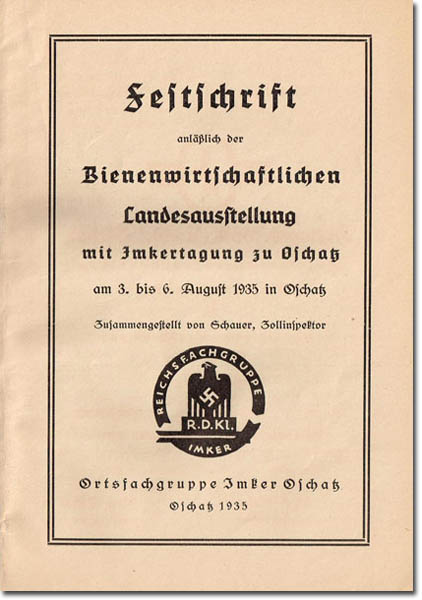 Festschrift
anläßlich der
Bienenwirtschaftlichen
Landesausstellung
mit Imkertagung zu Oschatz
am 3. bis 6. August 1935 in Oschatz
Zusammengestellt von Schauer, Zollinspektor
REICHSFACHGRUPPE
R.D.Kl.
IMKER
Ortsfachgruppe Imker Oschatz
Oschatz 1935